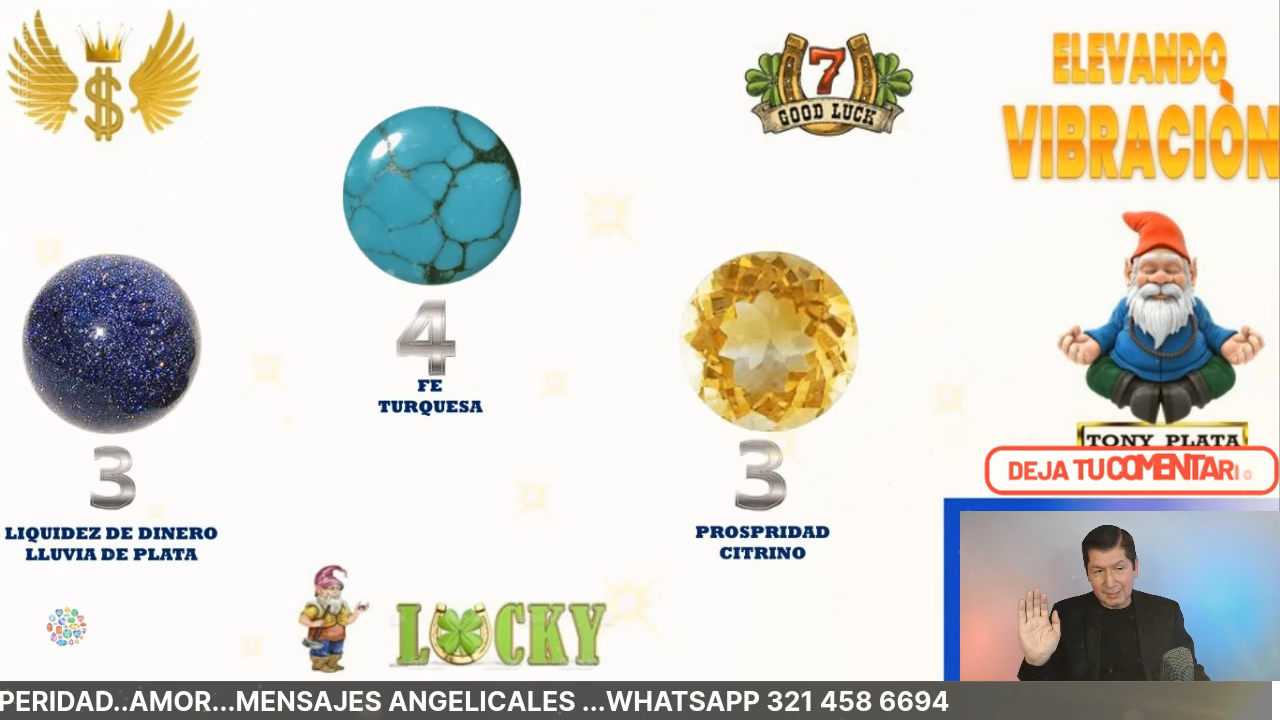 ELEVANDO
VIBRACIÒN
7
GOOD LUCK
$
4
FE
TURQUESA
3
LIQUIDEZ DE DINERO
LLUVIA DE PLATA
3
PROSPRIDAD
CITRINO
TONY PLATA
DEJA TU COMENTARIO
LUCKY
PERIDAD..AMOR...MENSAJES ANGELICALES ...WHATSAPP 321 458 6694